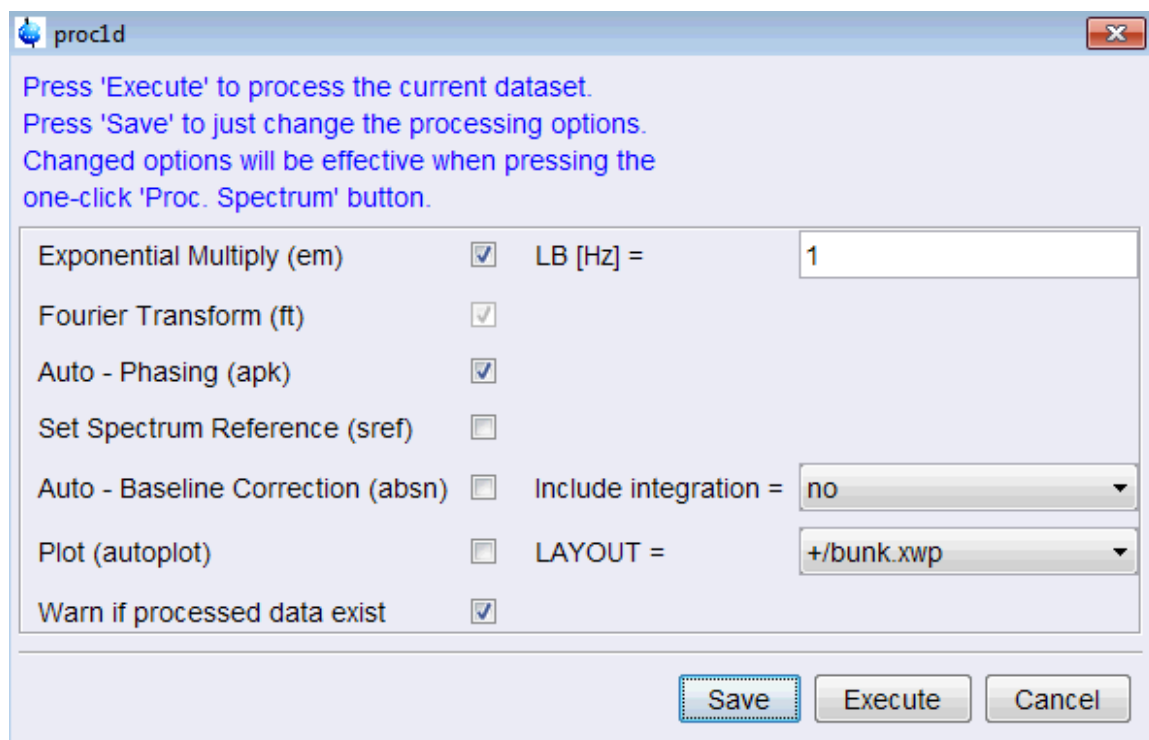 proc1d
Press 'Execute' to process the current dataset.
Press 'Save' to just change the processing options.
Changed options will be effective when pressing the
one-click 'Proc. Spectrum' button.
Exponential Multiply (em) LB [Hz] = 1
Fourier Transform (ft)
Auto - Phasing (apk)
Set Spectrum Reference (sref)
Auto - Baseline Correction (absn) Include integration = no
Plot (autoplot) LAYOUT = +/bunk.xwp
Warn if processed data exist
Save Execute Cancel